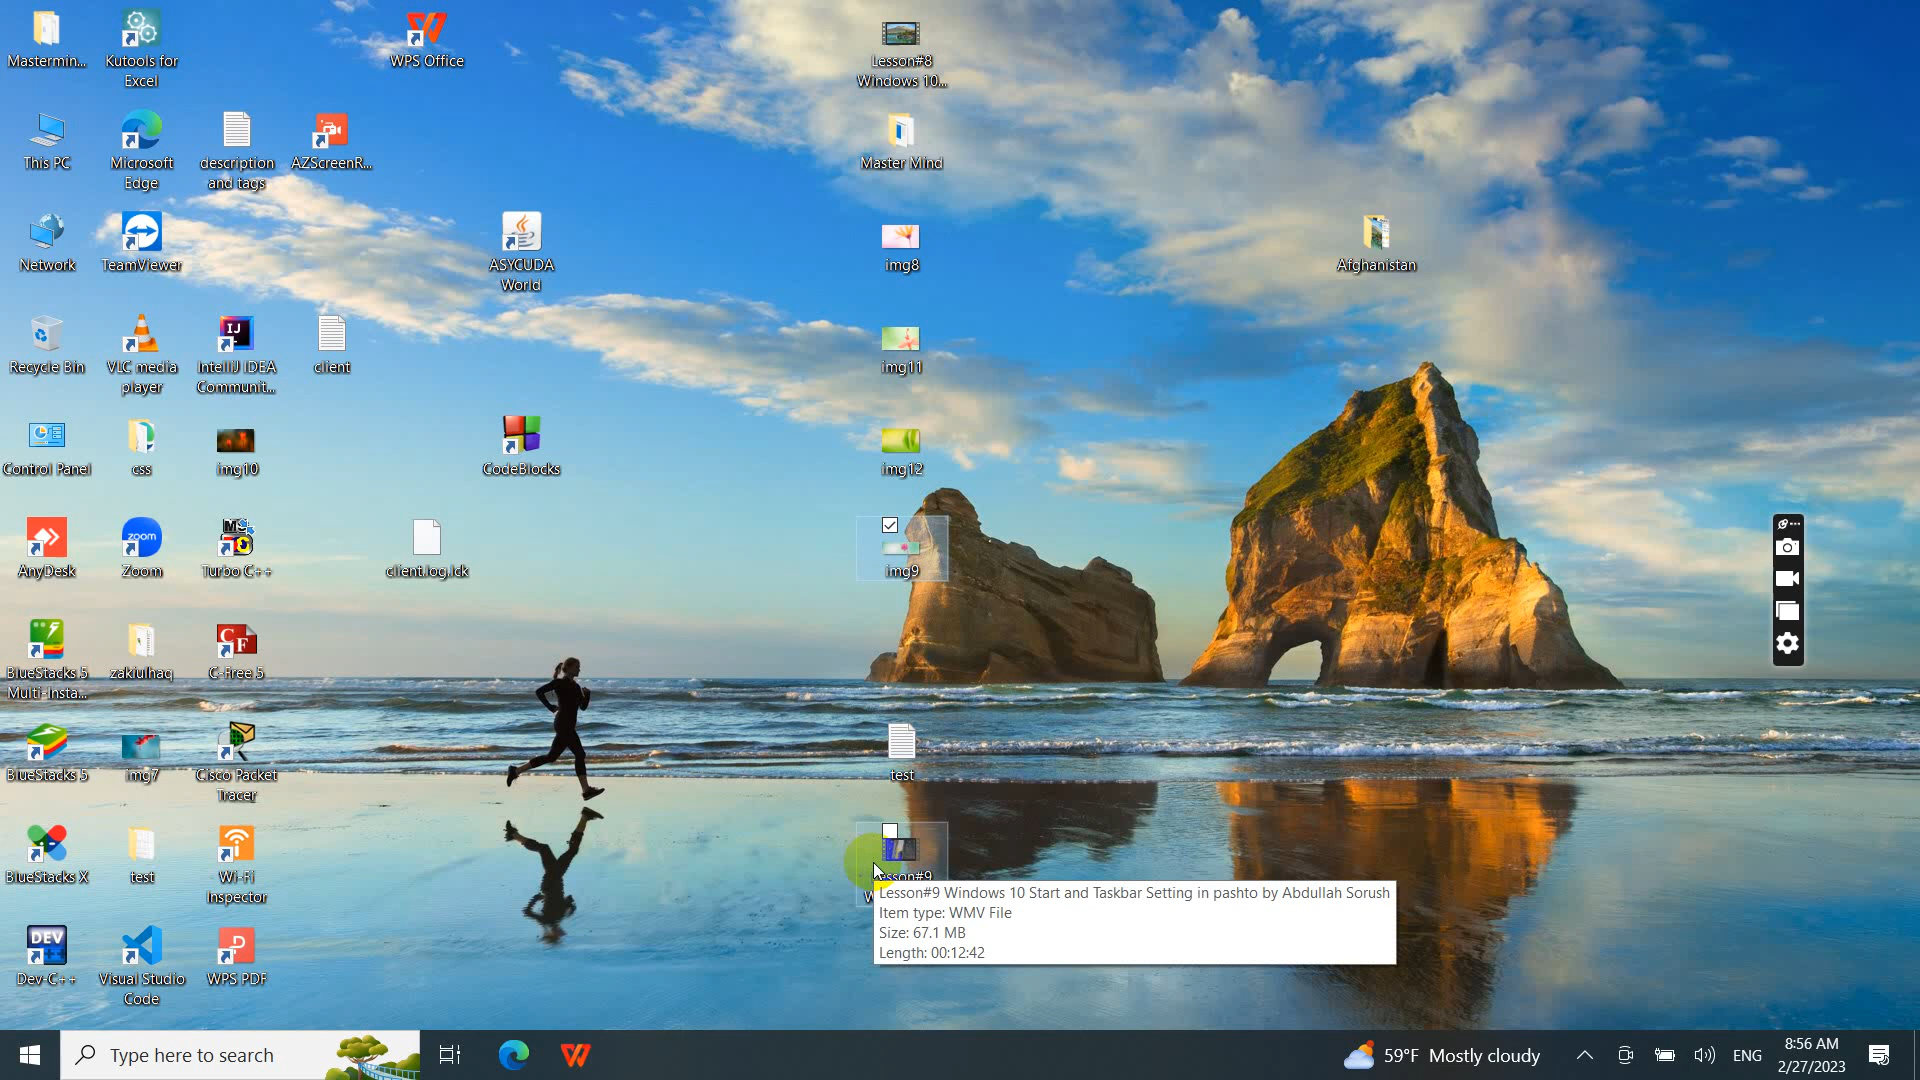 Mastermin...
Kutools for
Excel
WPS Office
Lesson#8
Windows 10...
This PC
Microsoft
Edge
description
and tags
AZScreenR...
Master Mind
Network
TeamViewer
ASYCUDA
World
img8
Afghanistan
Recycle Bin
VLC media
player
IntelliJ IDEA
Communit...
client
img11
Control Panel
css
img10
CodeBlocks
img12
AnyDesk
Zoom
Turbo C++
client.log.lck
img9
BlueStacks 5
Multi-Insta...
zakiulhaq
C-Free 5
BlueStacks 5
img7
Cisco Packet
Tracer
test
BlueStacks X
test
Wi-Fi
Inspector
Lesson#9
Lesson#9 Windows 10 Start and Taskbar Setting in pashto by Abdullah Sorush
Item type: WMV File
Size: 67.1 MB
Length: 00:12:42
Dev-C++
Visual Studio
Code
WPS PDF
Type here to search
59°F Mostly cloudy
ENG
8:56 AM
2/27/2023